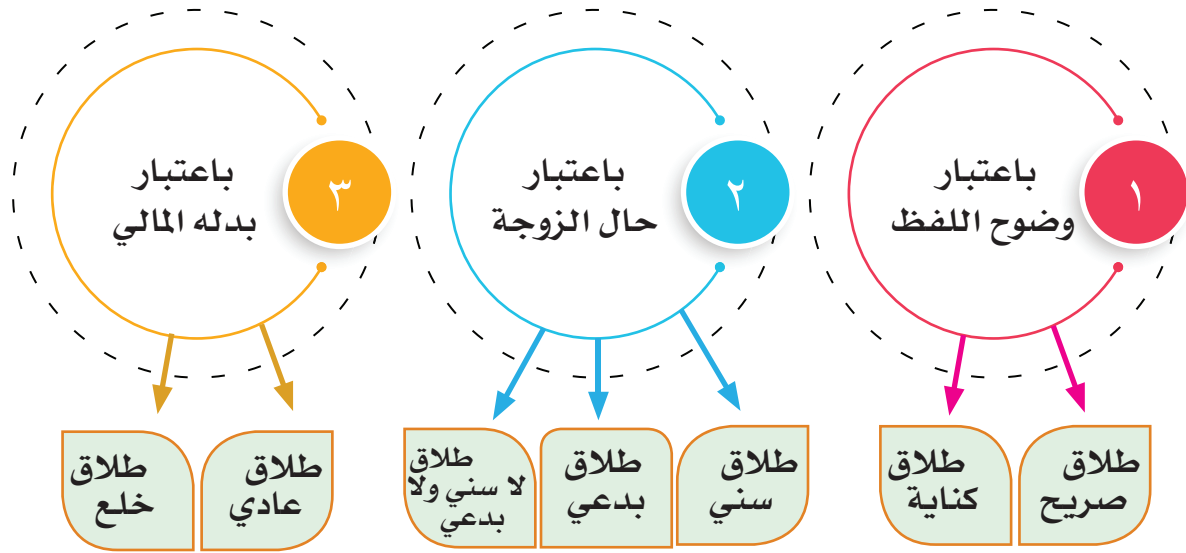 ١
باعتبار
وضوح اللفظ
طلاق
صريح
طلاق
كناية
٢
باعتبار
حال الزوجة
طلاق
سني
طلاق
بدعي
طلاق
لا سني ولا
بدعي
٣
باعتبار
بدله المالي
طلاق
عادي
طلاق
خلع